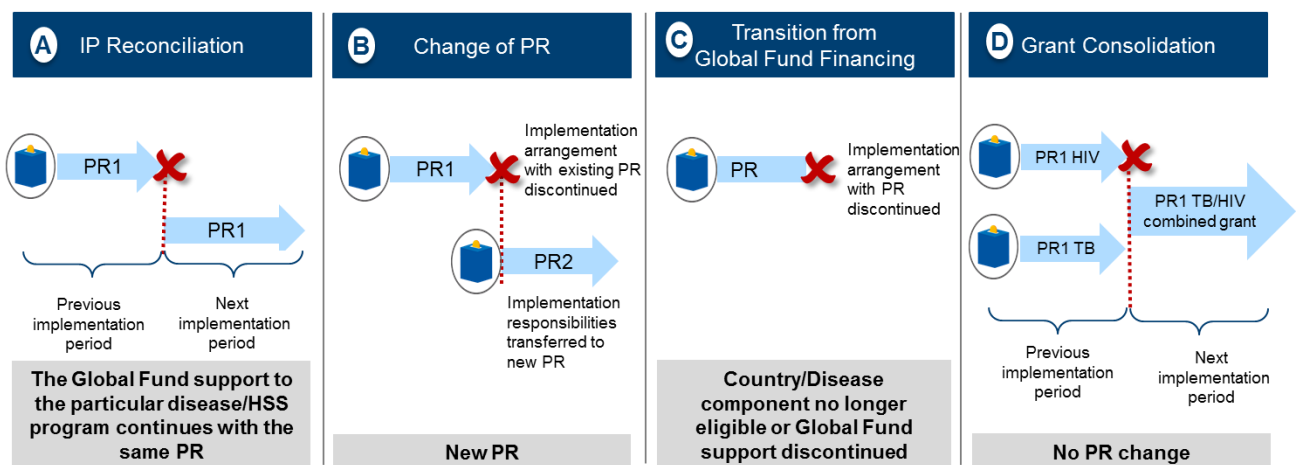 A IP Reconciliation
PR1
PR1
Previous
implementation
period
Next
implementation
period
The Global Fund support to
the particular disease/HSS
program continues with the
same PR
B Change of PR
PR1
Implementation
arrangement
with existing PR
discontinued
PR2
Implementation
responsibilities
transferred to
new PR
New PR
C Transition from
Global Fund Financing
PR
Implementation
arrangement
with PR
discontinued
Country/Disease
component no longer
eligible or Global Fund
support discontinued
D Grant Consolidation
PR1 HIV
PR1 TB/HIV
combined grant
PR1 TB
Previous
implementation
period
Next
implementation
period
No PR change